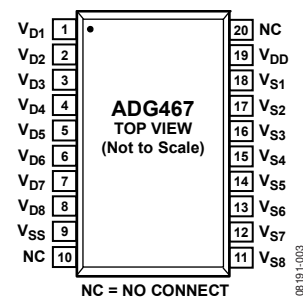 V_D1 1 20 NC
V_D2 2 19 V_DD
V_D3 3 18 V_S1
V_D4 4 ADG467 17 V_S2
V_D5 5 TOP VIEW 16 V_S3
V_D6 6 (Not to Scale) 15 V_S4
V_D7 7 14 V_S5
V_D8 8 13 V_S6
V_SS 9 12 V_S7
NC 10 11 V_S8
NC = NO CONNECT
08191-003